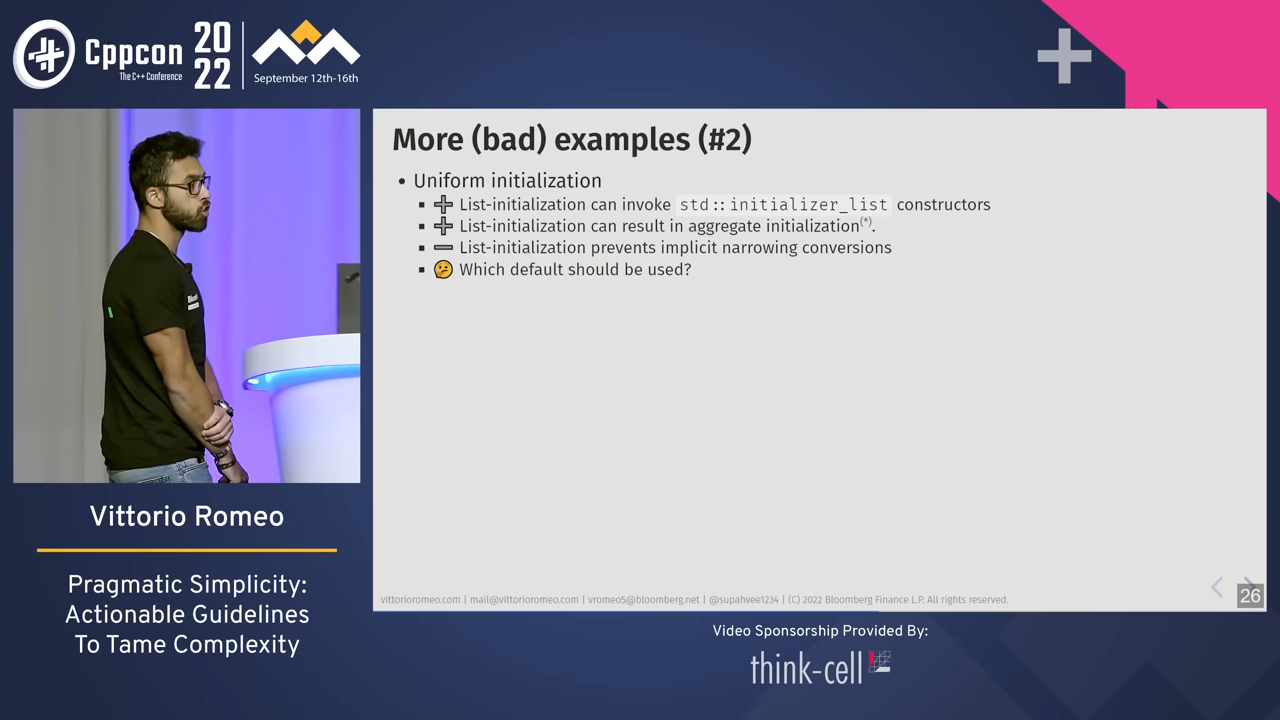 Cppcon
The C++ Conference
20
22
September 12th-16th
More (bad) examples (#2)
• Uniform initialization
▪ ➕ List-initialization can invoke std::initializer_list constructors
▪ ➕ List-initialization can result in aggregate initialization(*).
▪ ➖ List-initialization prevents implicit narrowing conversions
▪ 🤔 Which default should be used?
vittorioromeo.com | mail@vittorioromeo.com | vromeo5@bloomberg.net | @supahvee1234 | (C) 2022 Bloomberg Finance L.P. All rights reserved.
26
Vittorio Romeo
Pragmatic Simplicity:
Actionable Guidelines
To Tame Complexity
Video Sponsorship Provided By:
think-cell